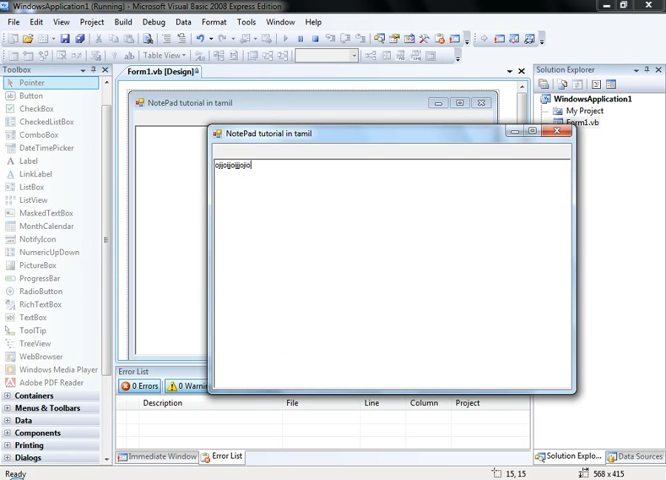 WindowsApplication1 (Running) - Microsoft Visual Basic 2008 Express Edition
File View Project Build Debug Data Format Tools Window Help
Table View
Toolbox
Form1.vb [Design]
Solution Explorer
Pointer
Button
CheckBox
CheckedListBox
ComboBox
DateTimePicker
Label
LinkLabel
ListBox
ListView
MaskedTextBox
MonthCalendar
NotifyIcon
NumericUpDown
PictureBox
ProgressBar
RadioButton
RichTextBox
TextBox
ToolTip
TreeView
WebBrowser
Windows Media Player
Adobe PDF Reader
Containers
Menus & Toolbars
Data
Components
Printing
Dialogs
NotePad tutorial in tamil
NotePad tutorial in tamil
WindowsApplication1
My Project
Form1.vb
Error List
0 Errors
0 Warnin
Description File Line Column Project
Immediate Window Error List
Solution Explo... Data Sources
Ready 15, 15 568 x 415